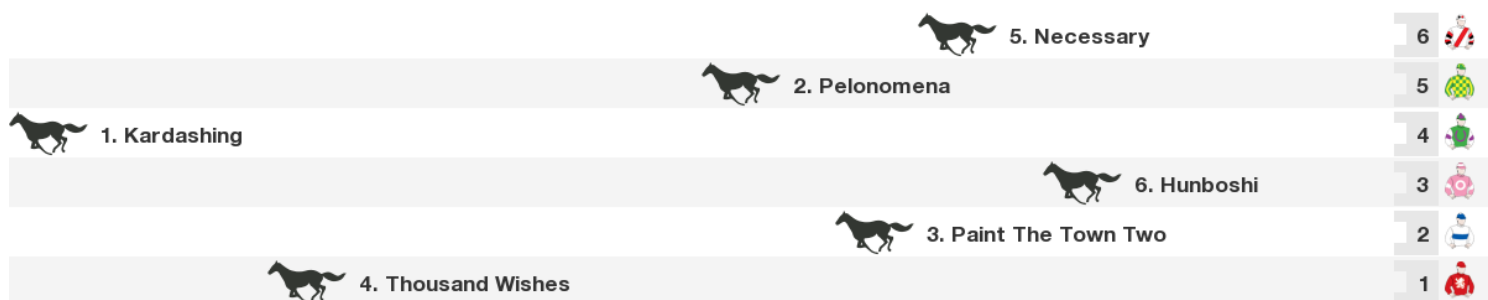 5. Necessary 6
2. Pelonomena 5
1. Kardashing 4
6. Hunboshi 3
3. Paint The Town Two 2
4. Thousand Wishes 1